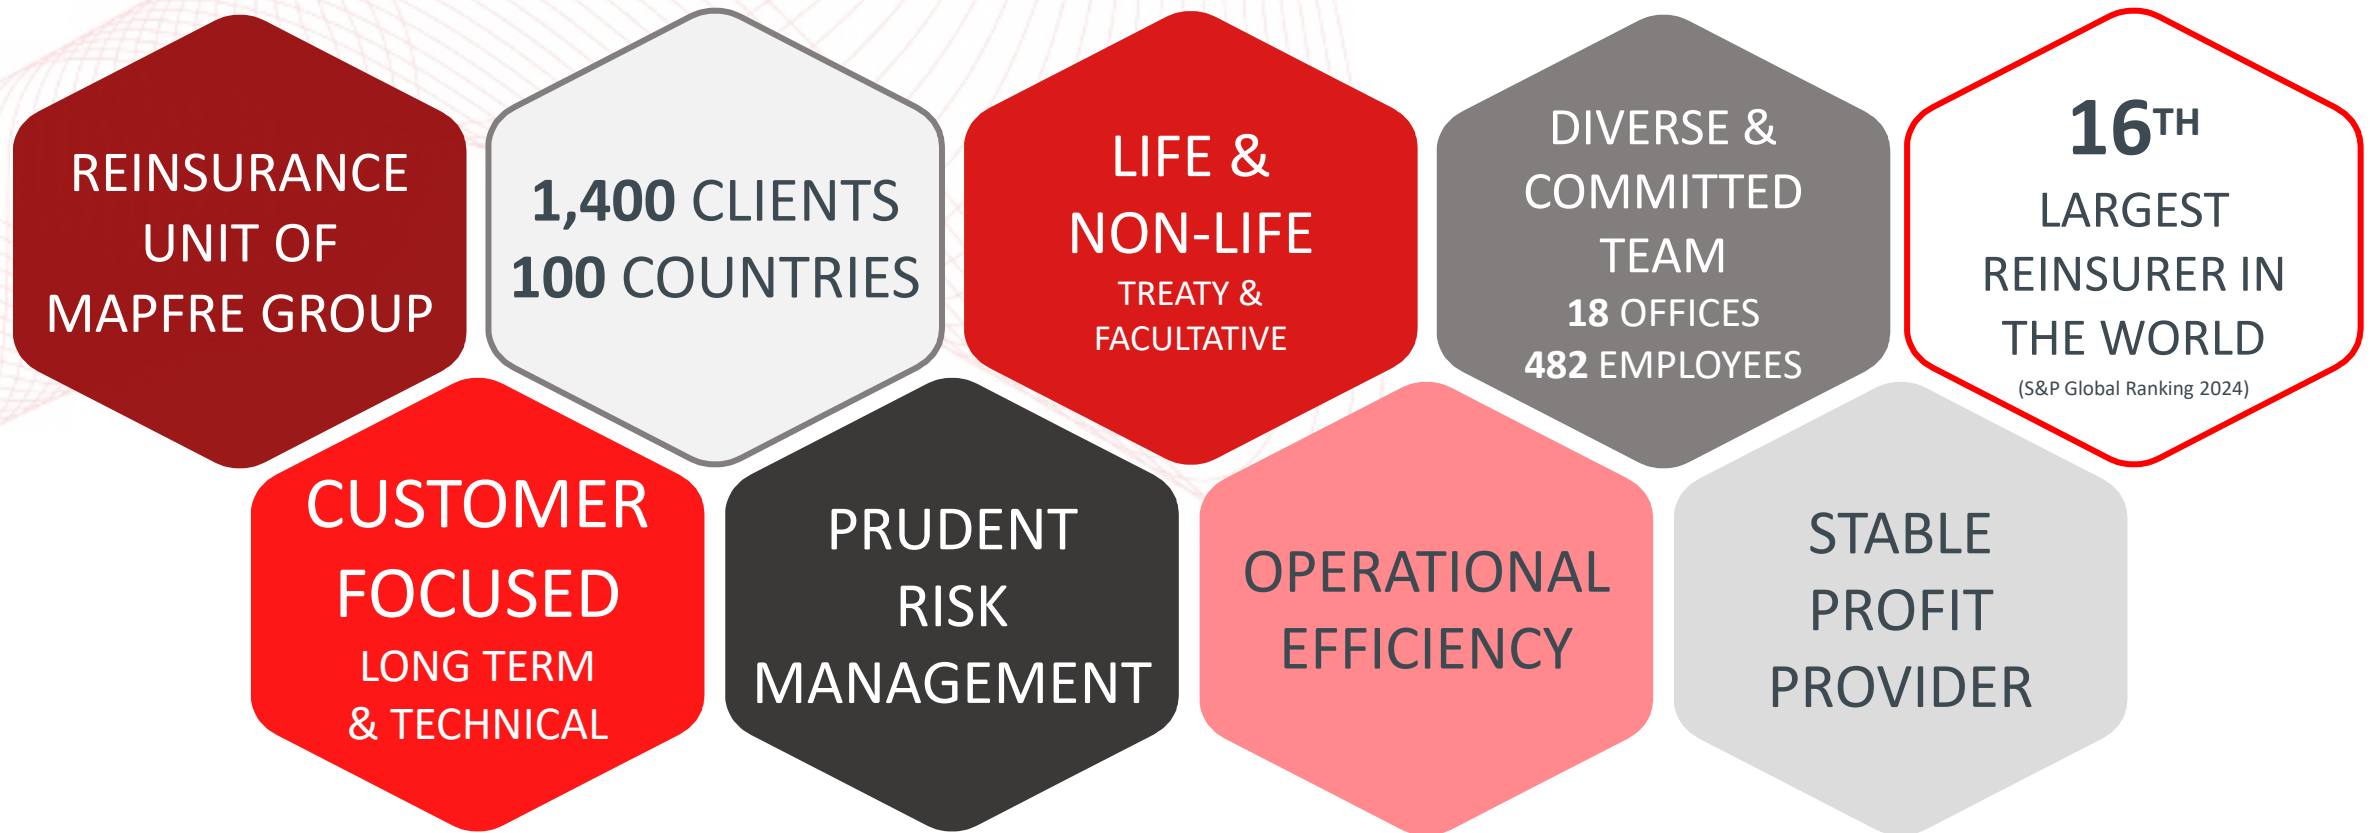 REINSURANCE
UNIT OF
MAPFRE GROUP
1,400 CLIENTS
100 COUNTRIES
LIFE &
NON-LIFE
TREATY &
FACULTATIVE
DIVERSE &
COMMITTED
TEAM
18 OFFICES
482 EMPLOYEES
16TH
LARGEST
REINSURER IN
THE WORLD
(S&P Global Ranking 2024)
CUSTOMER
FOCUSED
LONG TERM
& TECHNICAL
PRUDENT
RISK
MANAGEMENT
OPERATIONAL
EFFICIENCY
STABLE
PROFIT
PROVIDER